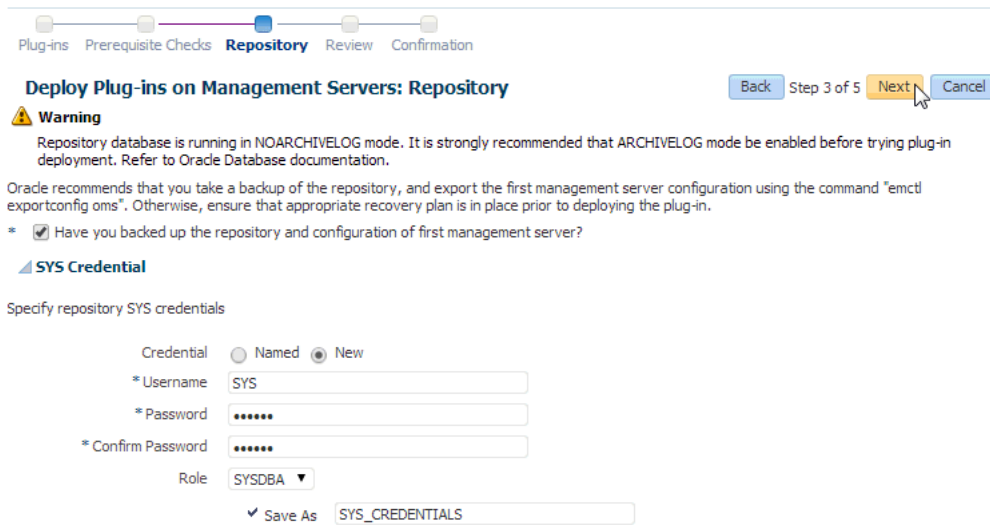 Plug-ins Prerequisite Checks Repository Review Confirmation
Deploy Plug-ins on Management Servers: Repository
Back Step 3 of 5 Next Cancel
Warning
Repository database is running in NOARCHIVELOG mode. It is strongly recommended that ARCHIVELOG mode be enabled before trying plug-in
deployment. Refer to Oracle Database documentation.
Oracle recommends that you take a backup of the repository, and export the first management server configuration using the command "emctl
exportconfig oms". Otherwise, ensure that appropriate recovery plan is in place prior to deploying the plug-in.
* Have you backed up the repository and configuration of first management server?
SYS Credential
Specify repository SYS credentials
Credential Named New
* Username SYS
* Password ••••••
* Confirm Password ••••••
Role SYSDBA
Save As SYS_CREDENTIALS